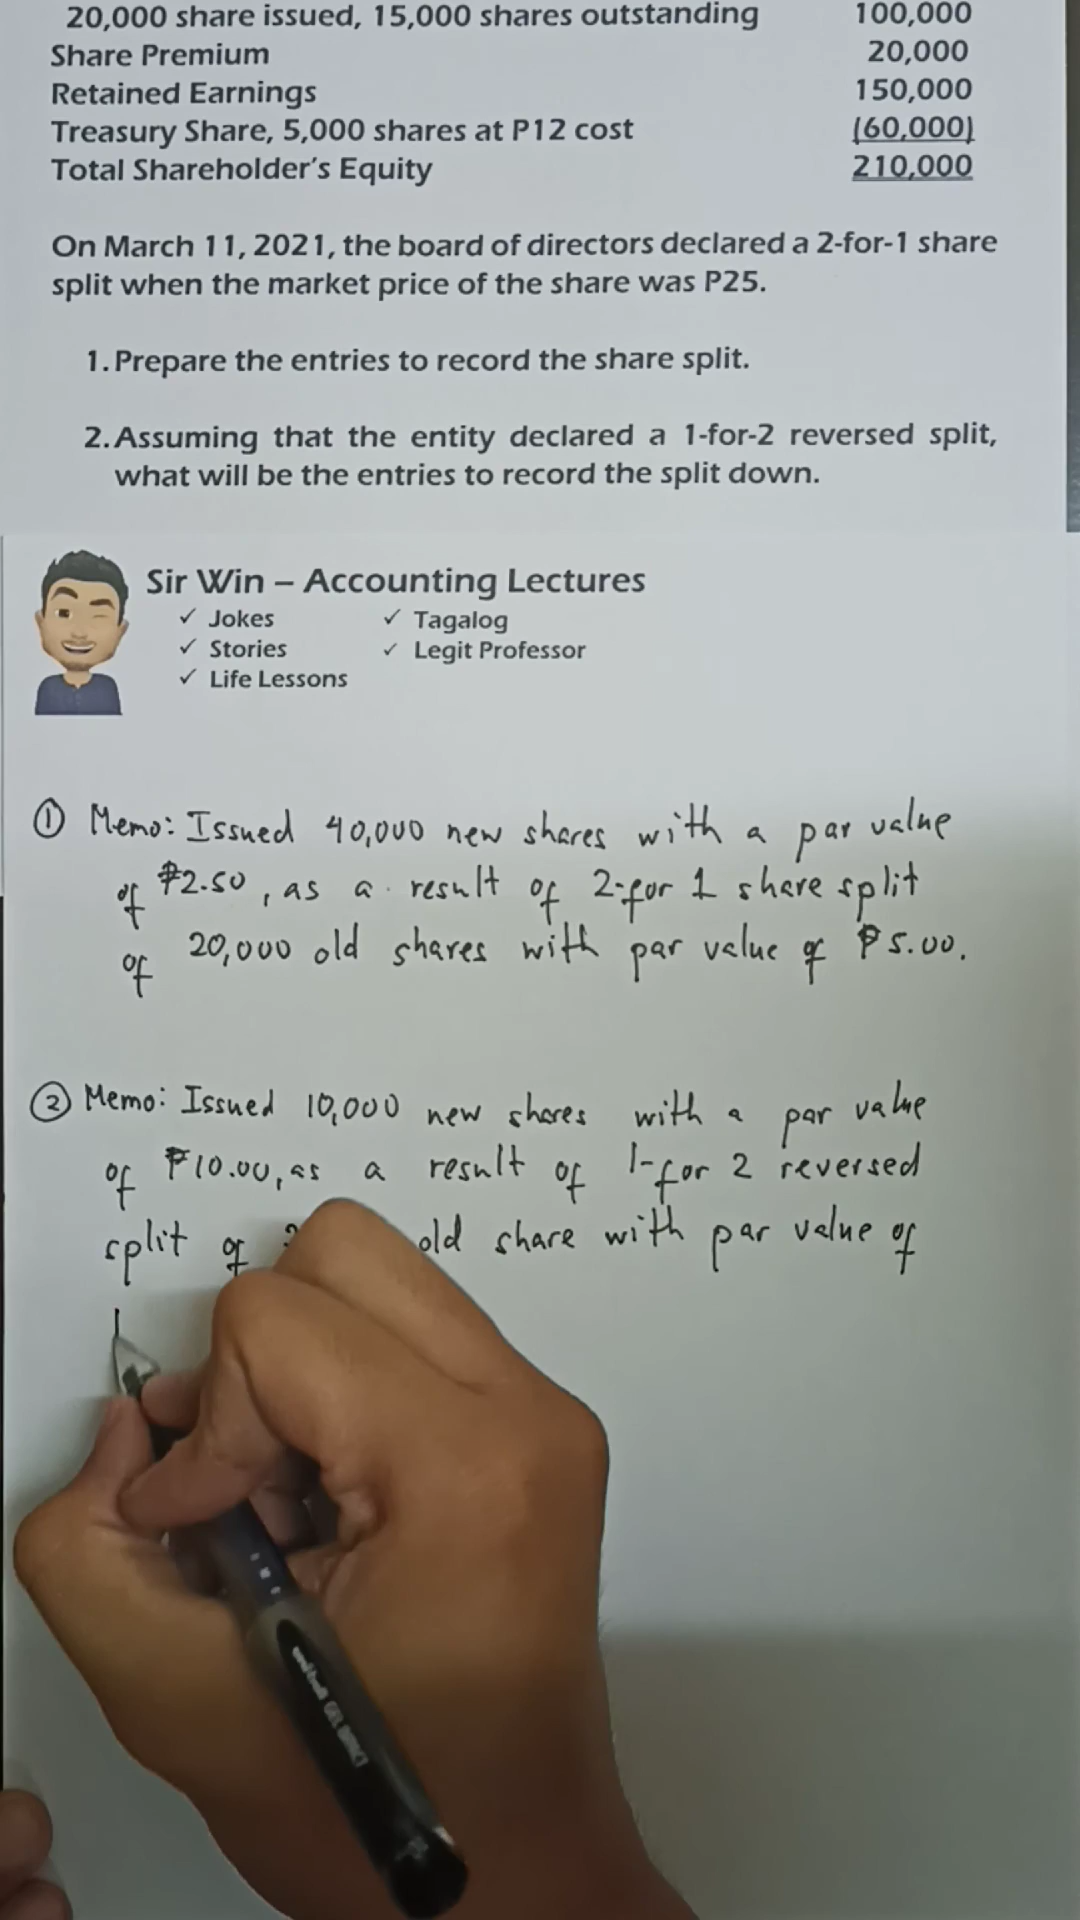 20,000 share issued, 15,000 shares outstanding 100,000
Share Premium 20,000
Retained Earnings 150,000
Treasury Share, 5,000 shares at P12 cost (60,000)
Total Shareholder's Equity 210,000
On March 11, 2021, the board of directors declared a 2-for-1 share
split when the market price of the share was P25.
1. Prepare the entries to record the share split.
2. Assuming that the entity declared a 1-for-2 reversed split,
what will be the entries to record the split down.
Sir Win – Accounting Lectures
✓ Jokes ✓ Tagalog
✓ Stories ✓ Legit Professor
✓ Life Lessons
① Memo: Issued 40,000 new shares with a par value
of ₱2.50, as a result of 2-for 1 share split
of 20,000 old shares with par value of ₱5.00.
② Memo: Issued 10,000 new shares with a par value
of ₱10.00, as a result of 1-for 2 reversed
split of old share with par value of
uni-ball